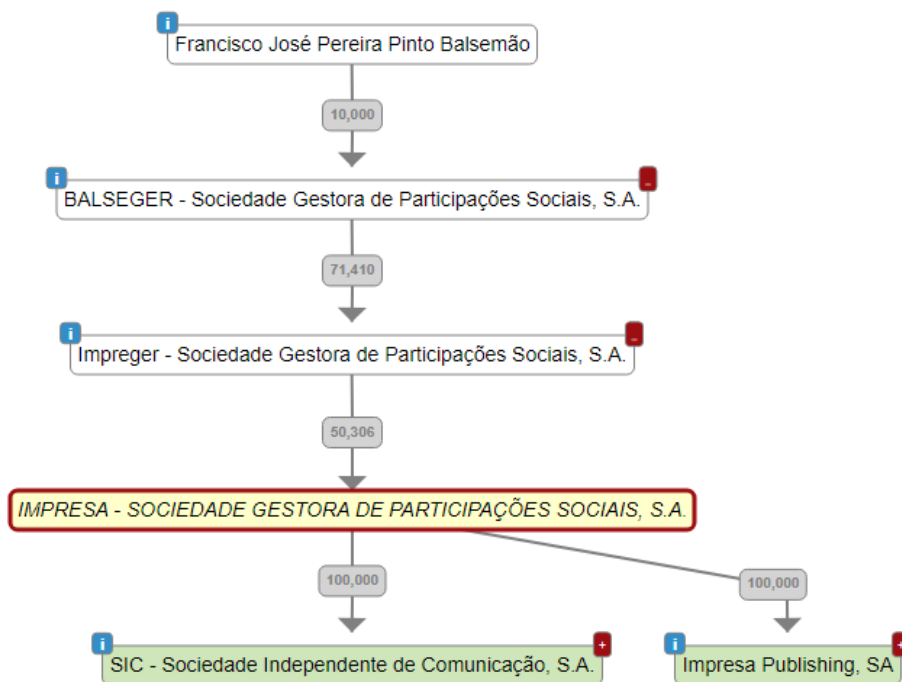 i
Francisco José Pereira Pinto Balsemão
10,000
i
-
BALSEGER - Sociedade Gestora de Participações Sociais, S.A.
71,410
i
-
Impreger - Sociedade Gestora de Participações Sociais, S.A.
50,306
IMPRESA - SOCIEDADE GESTORA DE PARTICIPAÇÕES SOCIAIS, S.A.
100,000
100,000
i
+
SIC - Sociedade Independente de Comunicação, S.A.
i
+
Impresa Publishing, SA